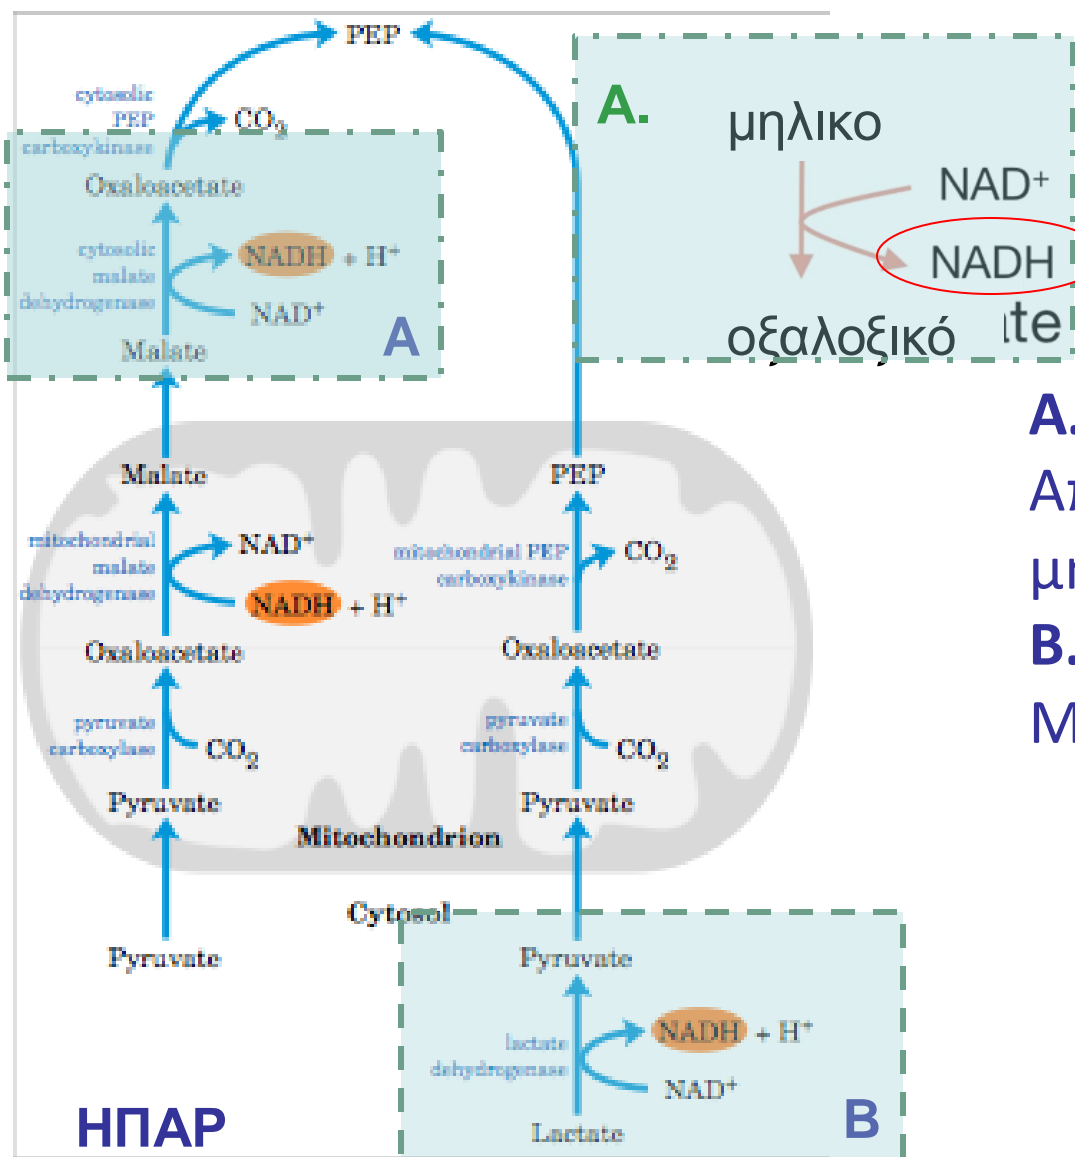 PEP
cytosolic
PEP
carboxykinase
CO2
Oxaloacetate
cytosolic
malate
dehydrogenase
NADH + H+
NAD+
Malate
A
A.
μηλικο
NAD+
NADH
οξαλοξικό
te
A.
B.
Malate
mitochondrial
malate
dehydrogenase
NAD+
NADH + H+
Oxaloacetate
pyruvate
carboxylase
CO2
Pyruvate
PEP
mitochondrial PEP
carboxykinase
CO2
Oxaloacetate
pyruvate
carboxylase
CO2
Pyruvate
Mitochondrion
Cytosol
Pyruvate
Pyruvate
lactate
dehydrogenase
NADH + H+
NAD+
Lactate
B
ΗΠΑΡ